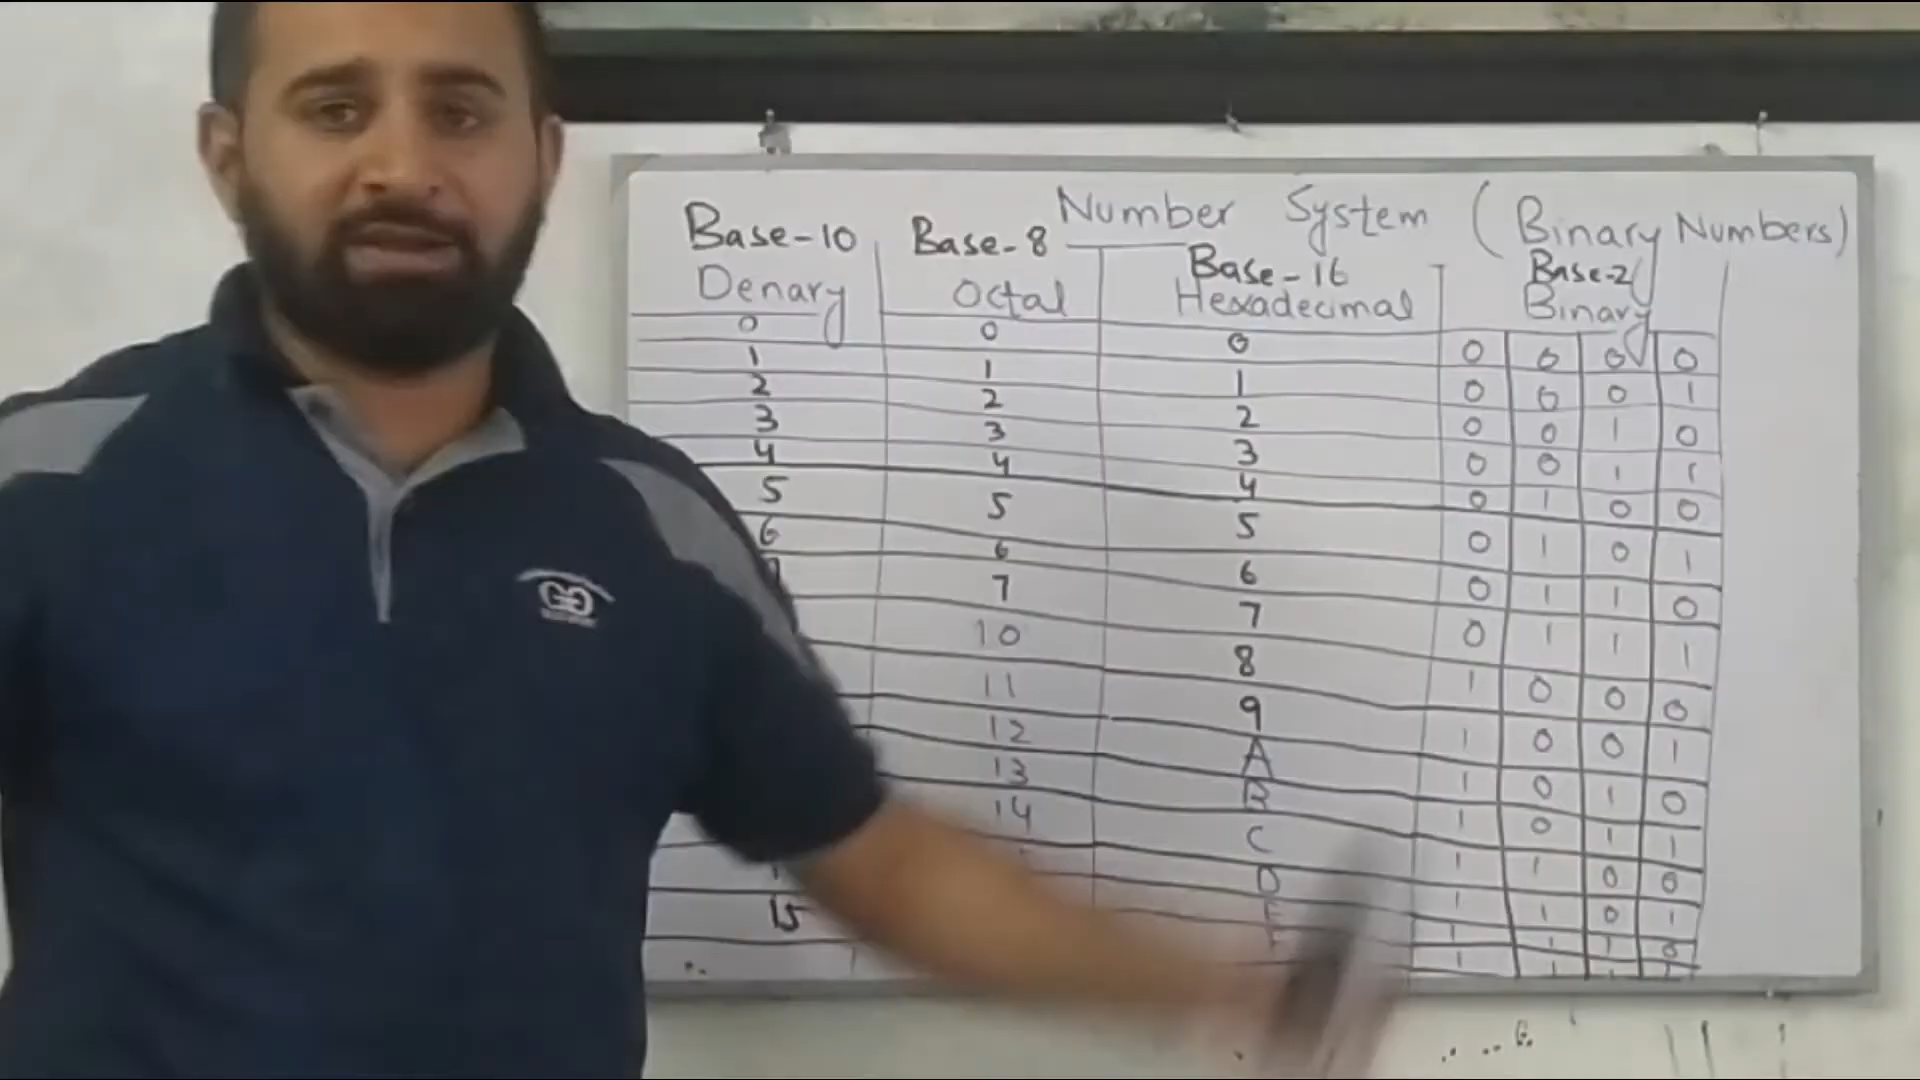 Number System (Binary Numbers)
Base-10 Base-8 Base-16 Base-2
Denary Octal Hexadecimal Binary
0 0 0 0 0 0 0
1 1 1 0 0 0 1
2 2 2 0 0 1 0
3 3 3 0 0 1 1
4 4 4 0 1 0 0
5 5 5 0 1 0 1
6 6 6 0 1 1 0
7 7 0 1 1 1
10 8 1 0 0 0
11 9 1 0 0 1
12 A 1 0 1 0
13 B 1 0 1 1
14 C 1 1 0 0
D 1 1 0 1
1 1 1 0
15 1 1 1 1